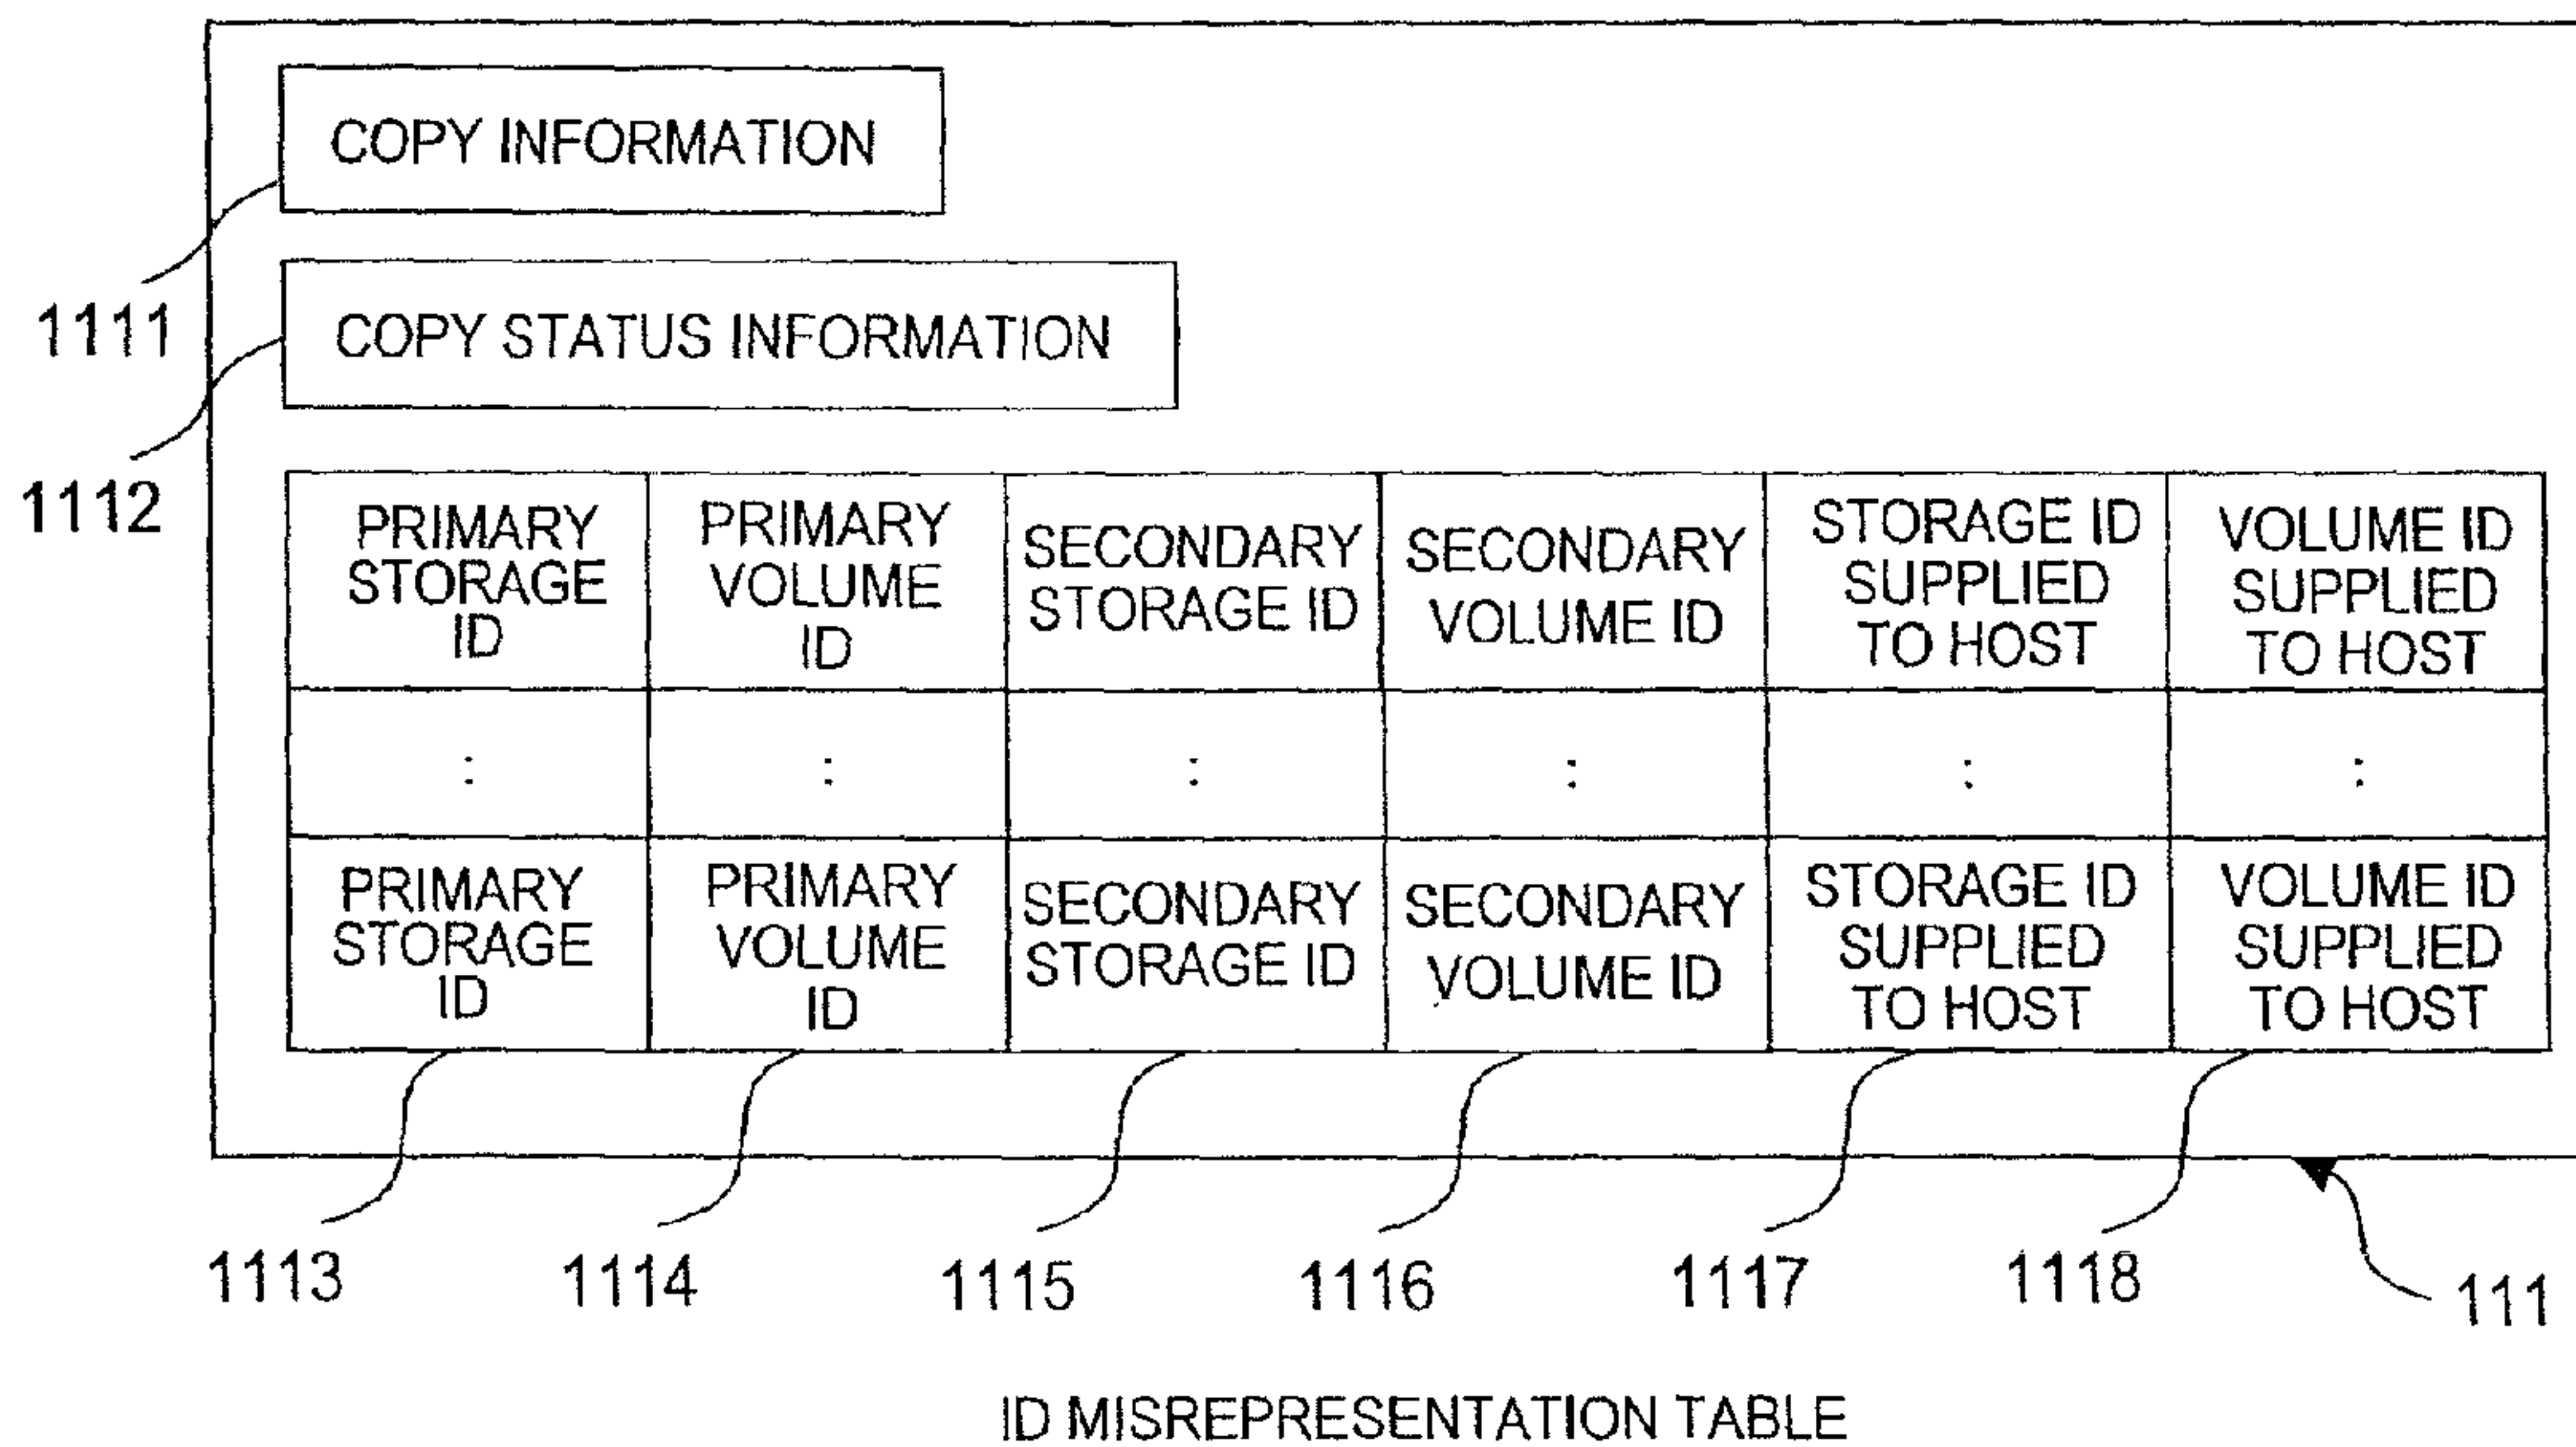 COPY INFORMATION
1111
COPY STATUS INFORMATION
1112
PRIMARY
STORAGE
ID
PRIMARY
VOLUME
ID
SECONDARY
STORAGE ID
SECONDARY
VOLUME ID
STORAGE ID
SUPPLIED
TO HOST
VOLUME ID
SUPPLIED
TO HOST
:
:
:
:
:
:
PRIMARY
STORAGE
ID
PRIMARY
VOLUME
ID
SECONDARY
STORAGE ID
SECONDARY
VOLUME ID
STORAGE ID
SUPPLIED
TO HOST
VOLUME ID
SUPPLIED
TO HOST
1113
1114
1115
1116
1117
1118
111
ID MISREPRESENTATION TABLE